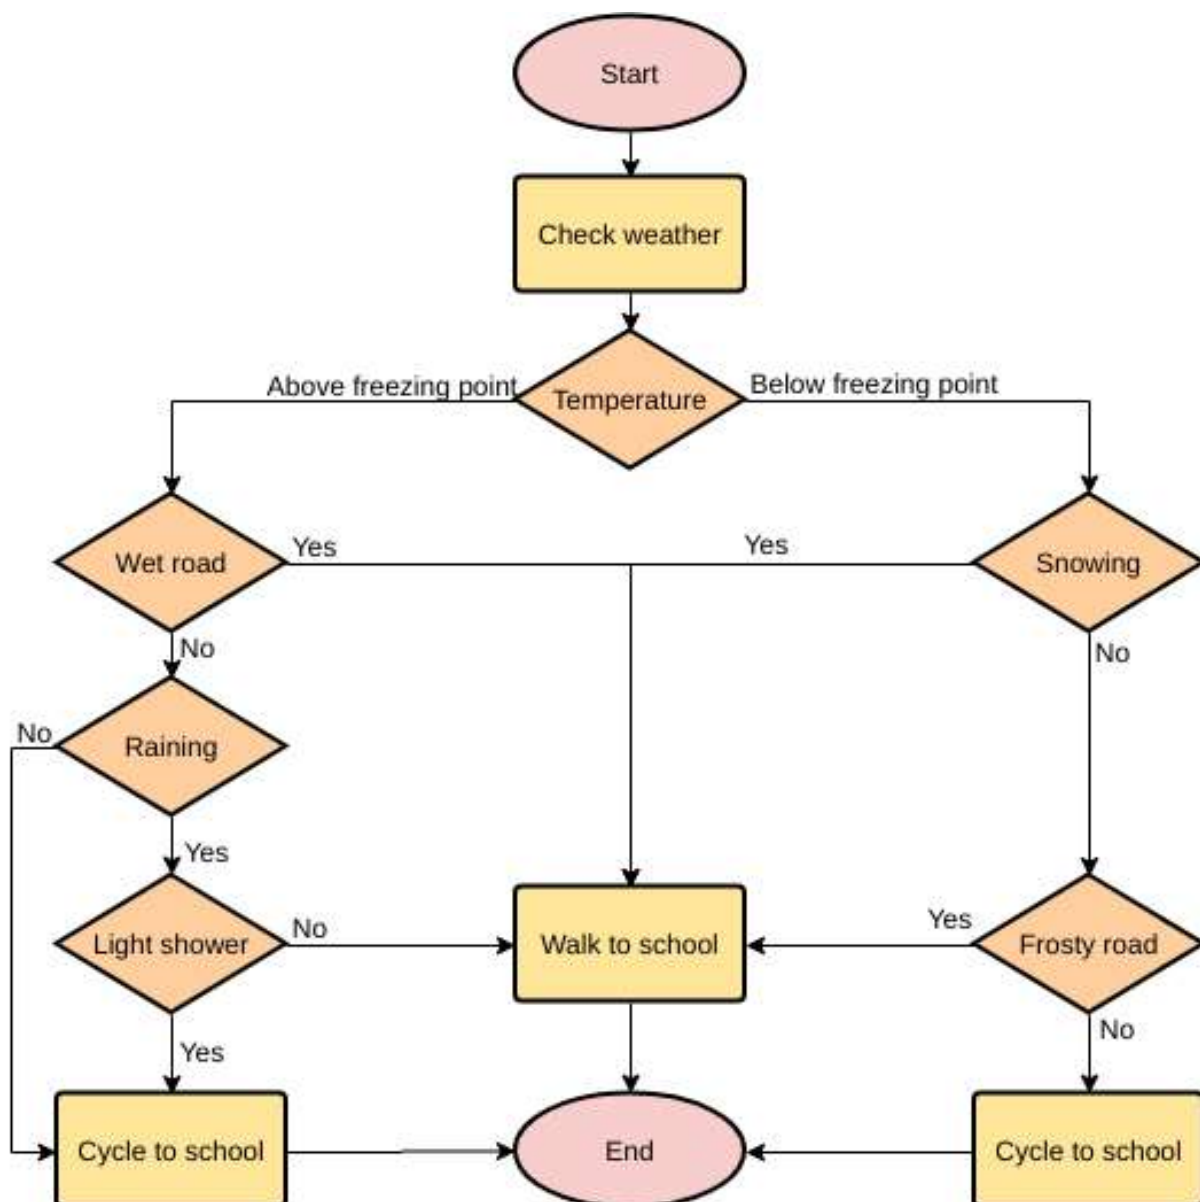 Start
Check weather
Above freezing point
Temperature
Below freezing point
Wet road
Yes
Yes
Snowing
No
No
No
Raining
Yes
Light shower
No
Walk to school
Yes
Frosty road
Yes
No
Cycle to school
End
Cycle to school